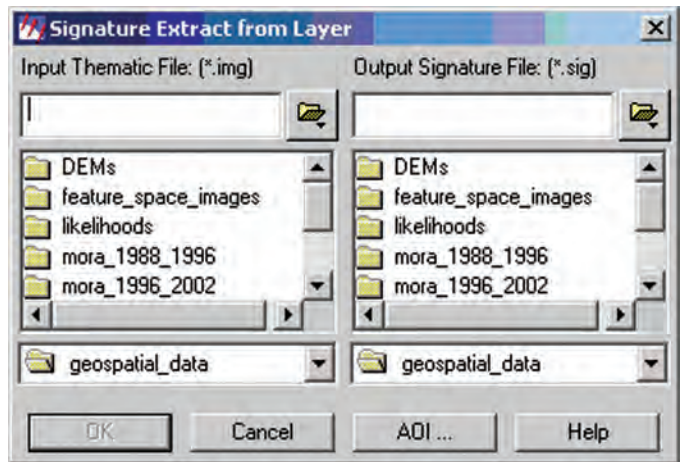 Signature Extract from Layer
Input Thematic File: (*.img)
Output Signature File: (*.sig)
DEMs
feature_space_images
likelihoods
mora_1988_1996
mora_1996_2002
geospatial_data
DEMs
feature_space_images
likelihoods
mora_1988_1996
mora_1996_2002
geospatial_data
OK
Cancel
AOI ...
Help